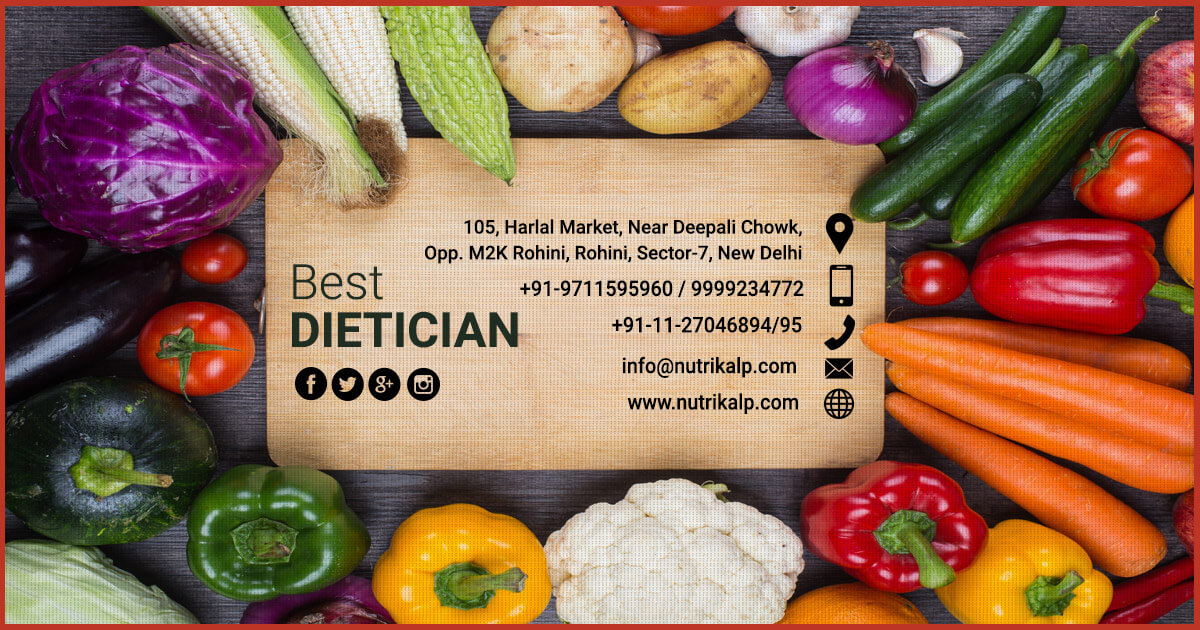 105, Harlal Market, Near Deepali Chowk,
Opp. M2K Rohini, Rohini, Sector-7, New Delhi
+91-9711595960 / 9999234772
+91-11-27046894/95
info@nutrikalp.com
www.nutrikalp.com
Best
DIETICIAN